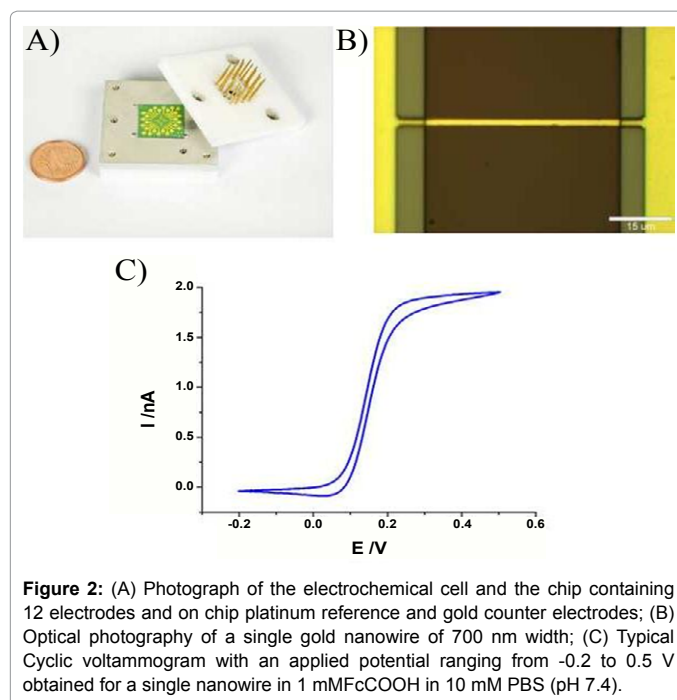 A)
B)
15 um
C)
2.0
1.5
1.0
0.5
0.0
I /nA
-0.2 0.0 0.2 0.4 0.6
E /V
Figure 2: (A) Photograph of the electrochemical cell and the chip containing
12 electrodes and on chip platinum reference and gold counter electrodes; (B)
Optical photography of a single gold nanowire of 700 nm width; (C) Typical
Cyclic voltammogram with an applied potential ranging from -0.2 to 0.5 V
obtained for a single nanowire in 1 mMFcCOOH in 10 mM PBS (pH 7.4).